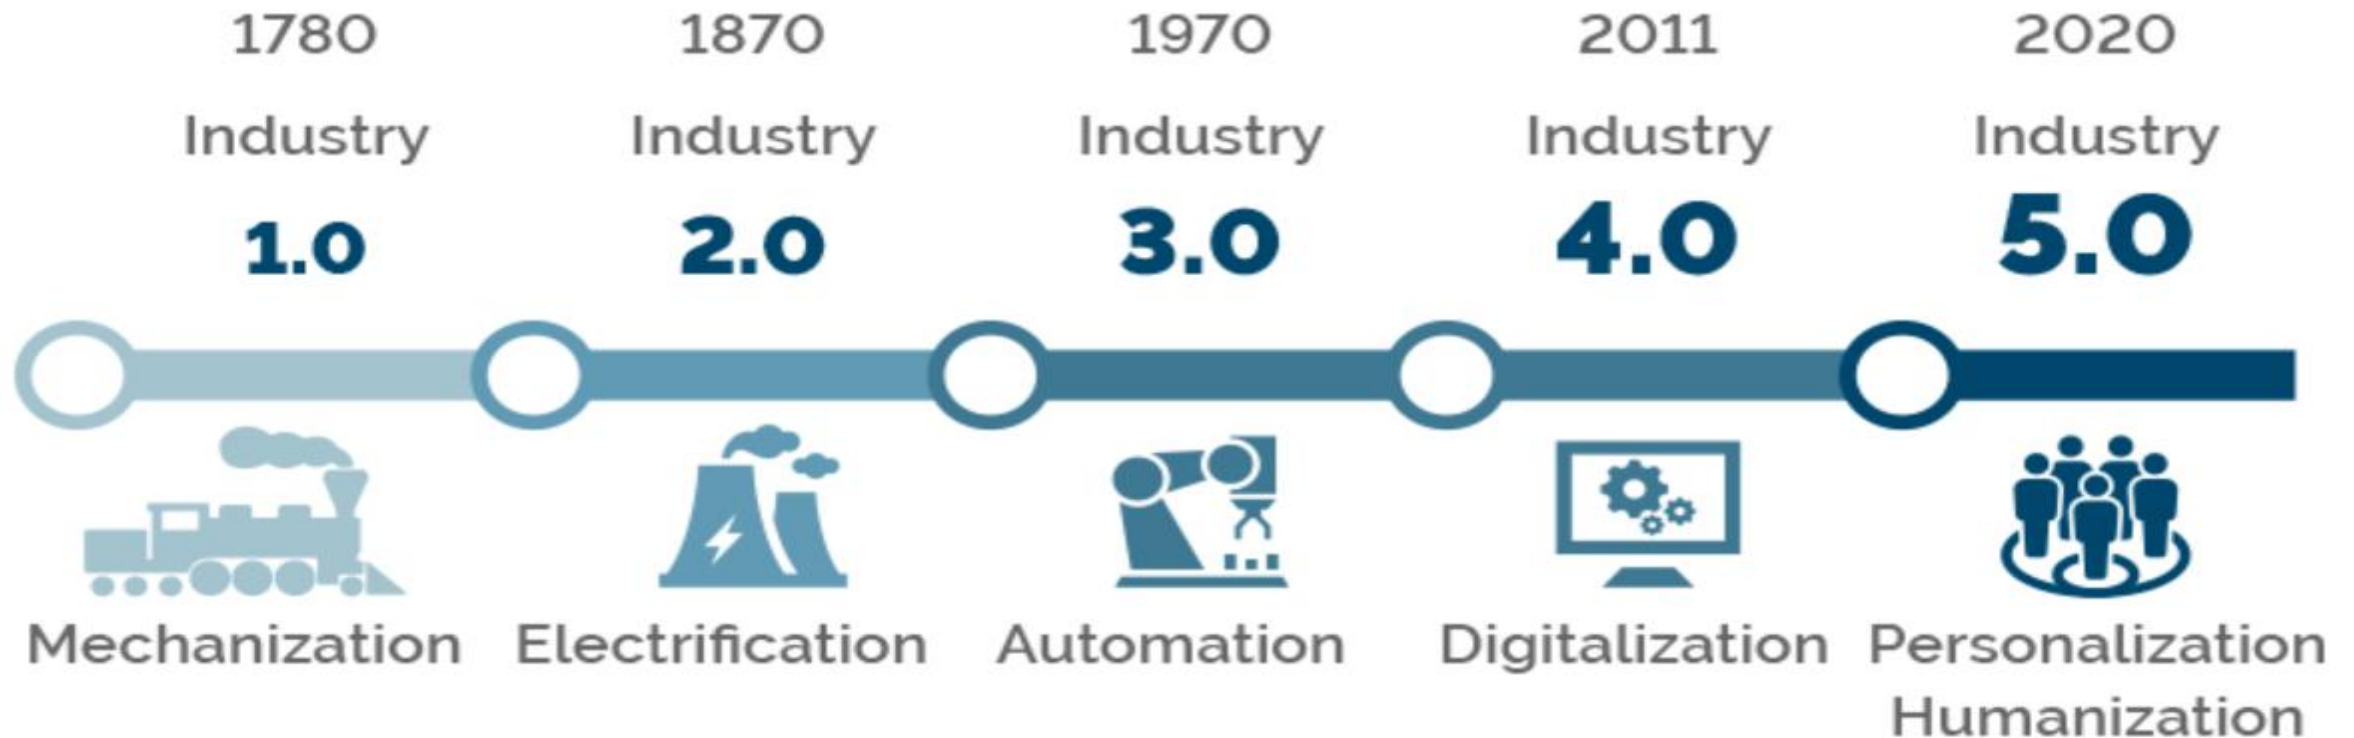 1780
Industry
1.0
Mechanization
1870
Industry
2.0
Electrification
1970
Industry
3.0
Automation
2011
Industry
4.0
Digitalization
2020
Industry
5.0
Personalization
Humanization